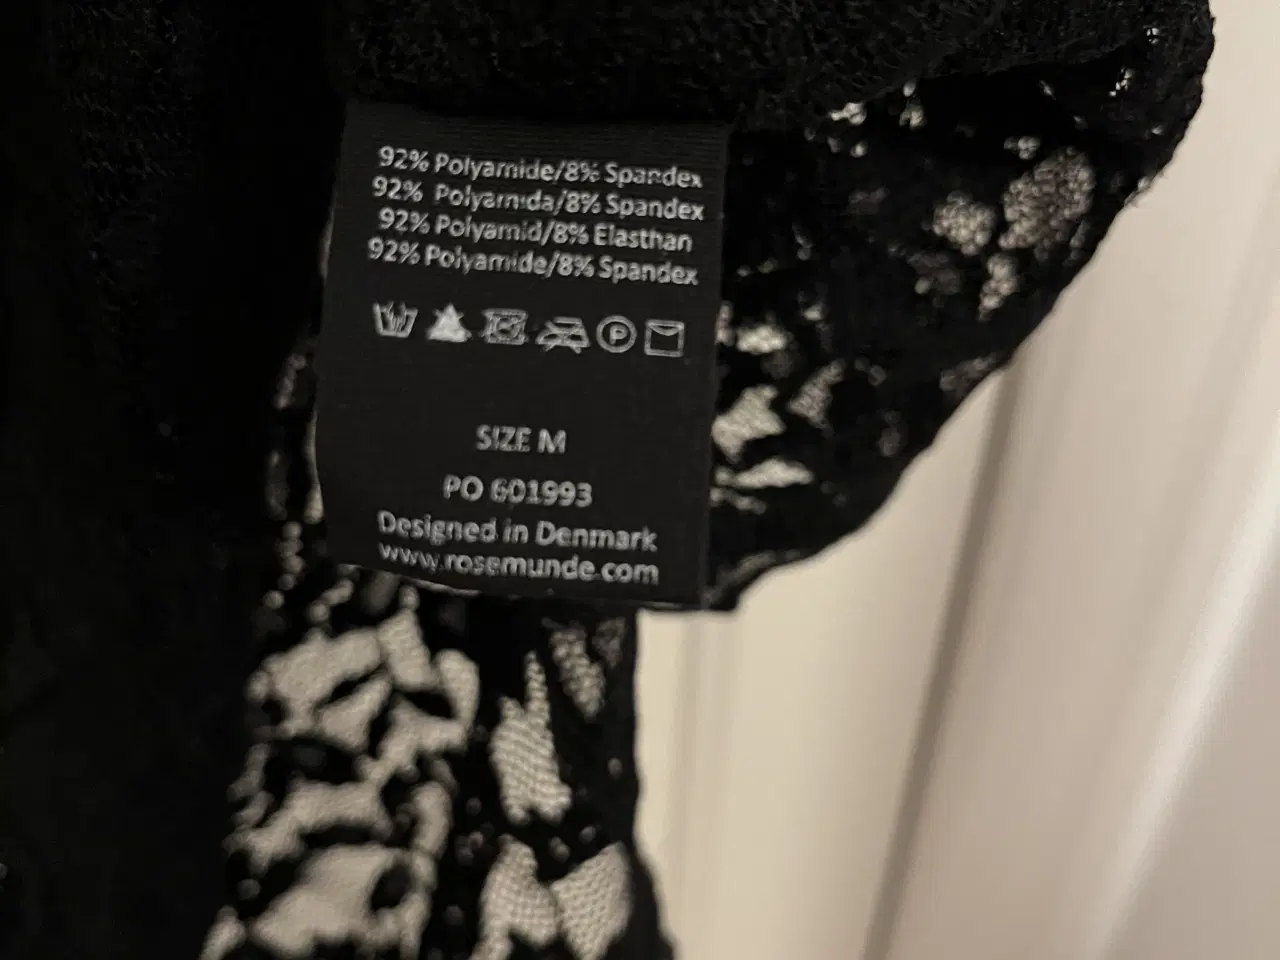 92% Polyamide/8% Spandex
92% Polyamida/8% Spandex
92% Polyamid/8% Elasthan
92% Polyamide/8% Spandex
P
SIZE M
PO 601993
Designed in Denmark
www.rosemunde.com